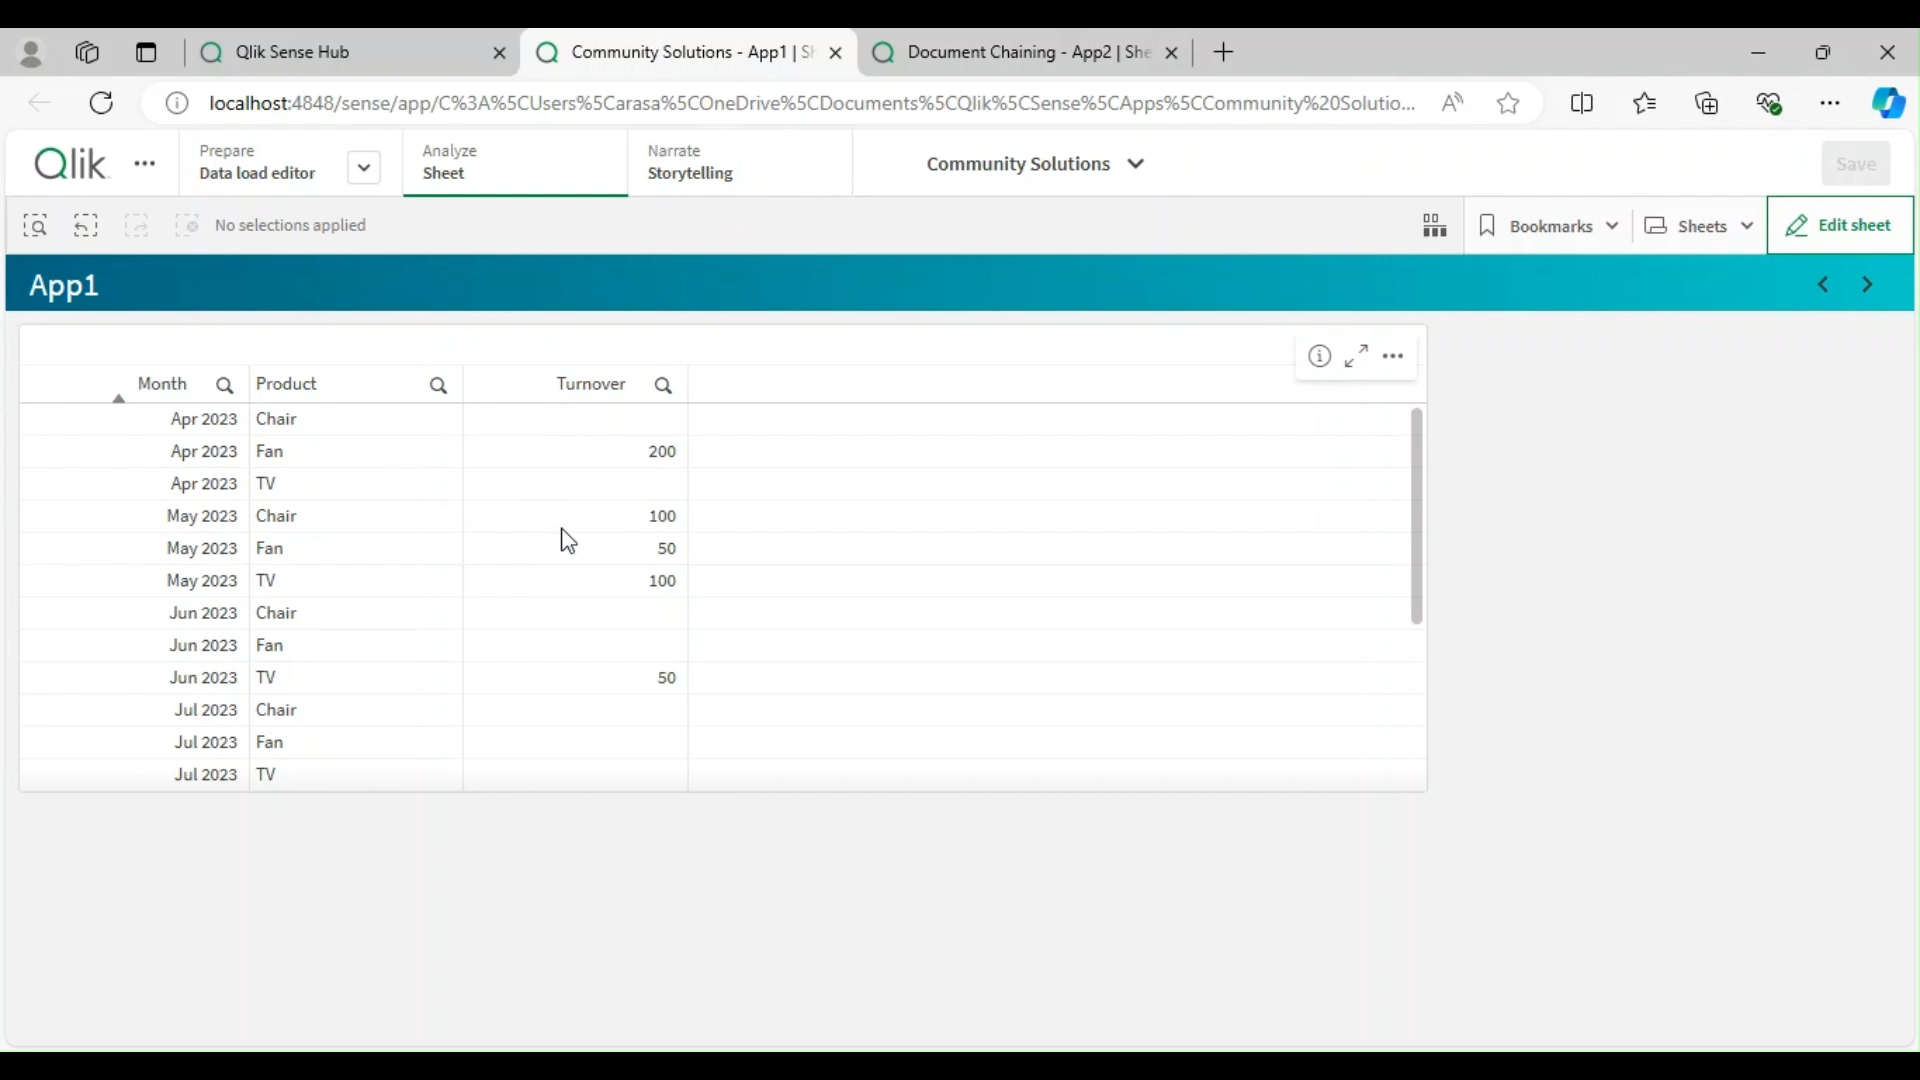 Qlik Sense Hub
Community Solutions - App1 | Sh
Document Chaining - App2 | She
localhost:4848/sense/app/C%3A%5CUsers%5Carasa%5COneDrive%5CDocuments%5CQlik%5CSense%5CApps%5CCommunity%20Solutio...
Qlik
Prepare
Data load editor
Analyze
Sheet
Narrate
Storytelling
Community Solutions
Save
No selections applied
Bookmarks
Sheets
Edit sheet
App1
Month Product Turnover
Apr 2023 Chair
Apr 2023 Fan 200
Apr 2023 TV
May 2023 Chair 100
May 2023 Fan 50
May 2023 TV 100
Jun 2023 Chair
Jun 2023 Fan
Jun 2023 TV 50
Jul 2023 Chair
Jul 2023 Fan
Jul 2023 TV